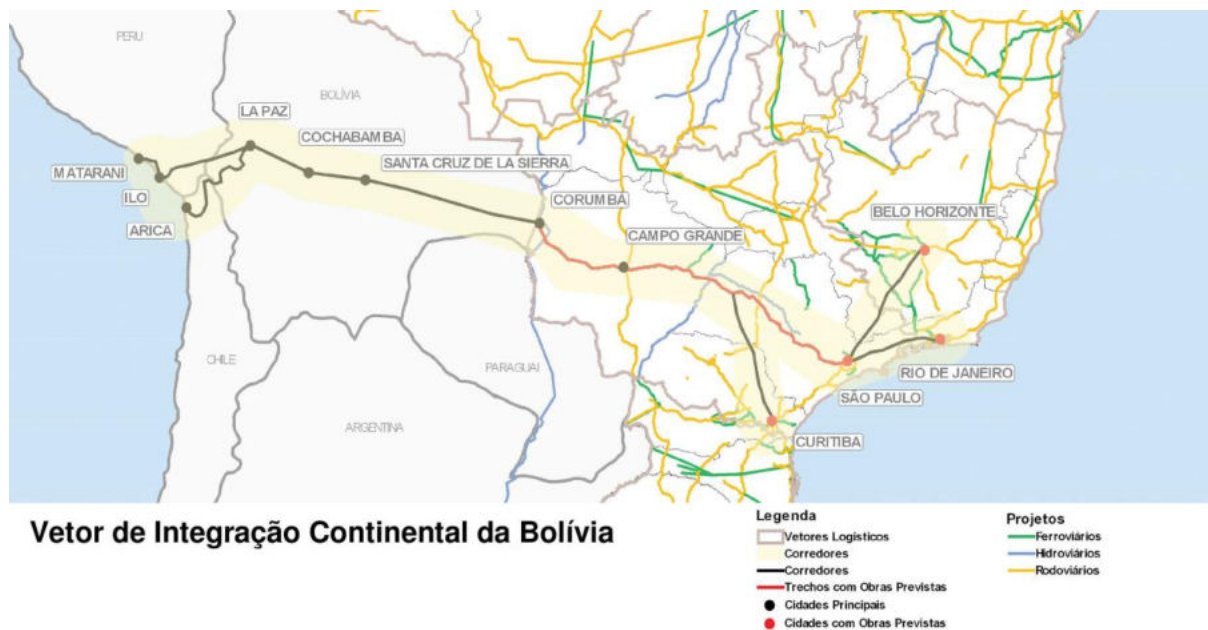 PERU
BOLÍVIA
LA PAZ
COCHABAMBA
SANTA CRUZ DE LA SIERRA
MATARANI
ILO
ARICA
CORUMBÁ
CAMPO GRANDE
BELO HORIZONTE
CHILE
PARAGUAI
RIO DE JANEIRO
SÃO PAULO
ARGENTINA
CURITIBA
Vetor de Integração Continental da Bolívia
Legenda
Vetores Logísticos
Corredores
Corredores
Trechos com Obras Previstas
Cidades Principais
Cidades com Obras Previstas
Projetos
Ferroviários
Hidroviários
Rodoviários